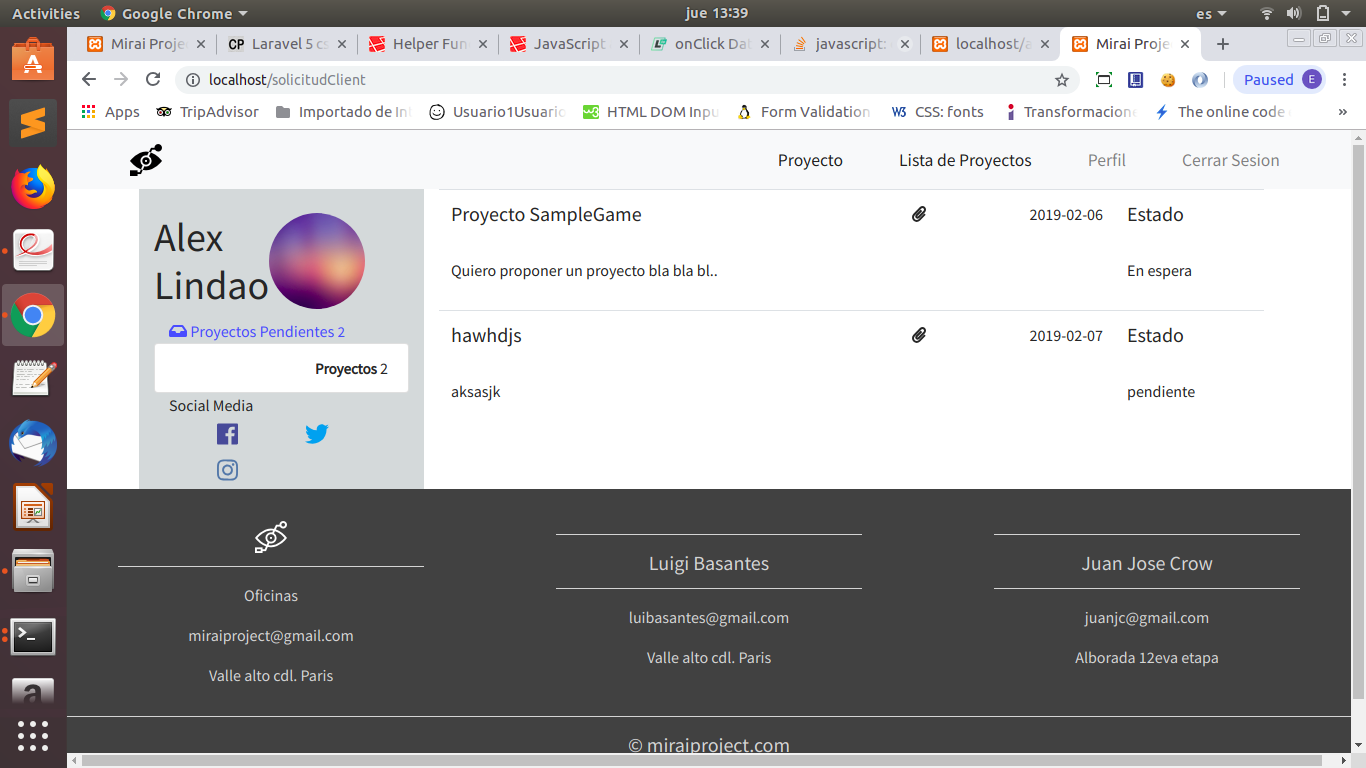 Activities Google Chrome jue 13:39 es
Mirai Proje Laravel 5 cs Helper Fun JavaScript onClick Dat javascript: localhost/a Mirai Proje
localhost/solicitudClient Paused E
Apps TripAdvisor Importado de In Usuario1Usuario HTML DOM Inpu Form Validation W3 CSS: fonts Transformacione The online code »
Proyecto Lista de Proyectos Perfil Cerrar Sesion
Alex
Lindao
Proyectos Pendientes 2
Proyectos 2
Social Media
Proyecto SampleGame 2019-02-06 Estado
Quiero proponer un proyecto bla bla bl.. En espera
hawhdjs 2019-02-07 Estado
aksasjk pendiente
Oficinas
miraiproject@gmail.com
Valle alto cdl. Paris
Luigi Basantes
luibasantes@gmail.com
Valle alto cdl. Paris
Juan Jose Crow
juanjc@gmail.com
Alborada 12eva etapa
© miraiproject.com